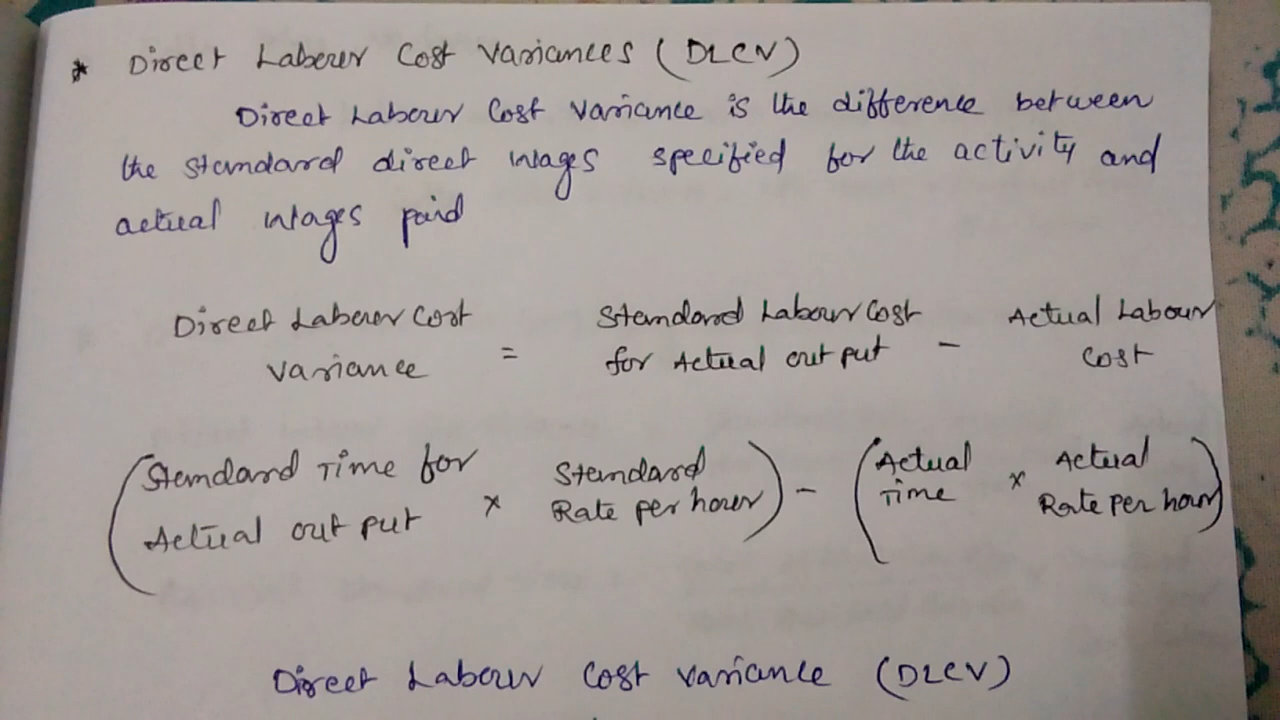 * Direct Labour Cost Variances (DLCV)
Direct Labour Cost Variance is the difference between
the standard direct wages specified for the activity and
actual wages paid
Direct Labour Cost Variance = Standard Labour Cost for Actual out put - Actual Labour Cost
(Standard Time for Actual out put x Standard Rate per hour) - (Actual Time x Actual Rate per hour)
Direct Labour Cost Variance (DLCV)